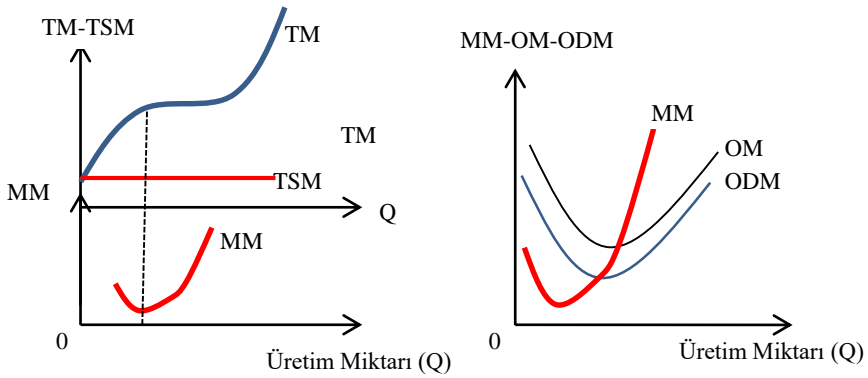 TM-TSM
TM
TM
MM
TSM
Q
MM
0
Üretim Miktarı (Q)
MM-OM-ODM
MM
OM
ODM
0
Üretim Miktarı (Q)